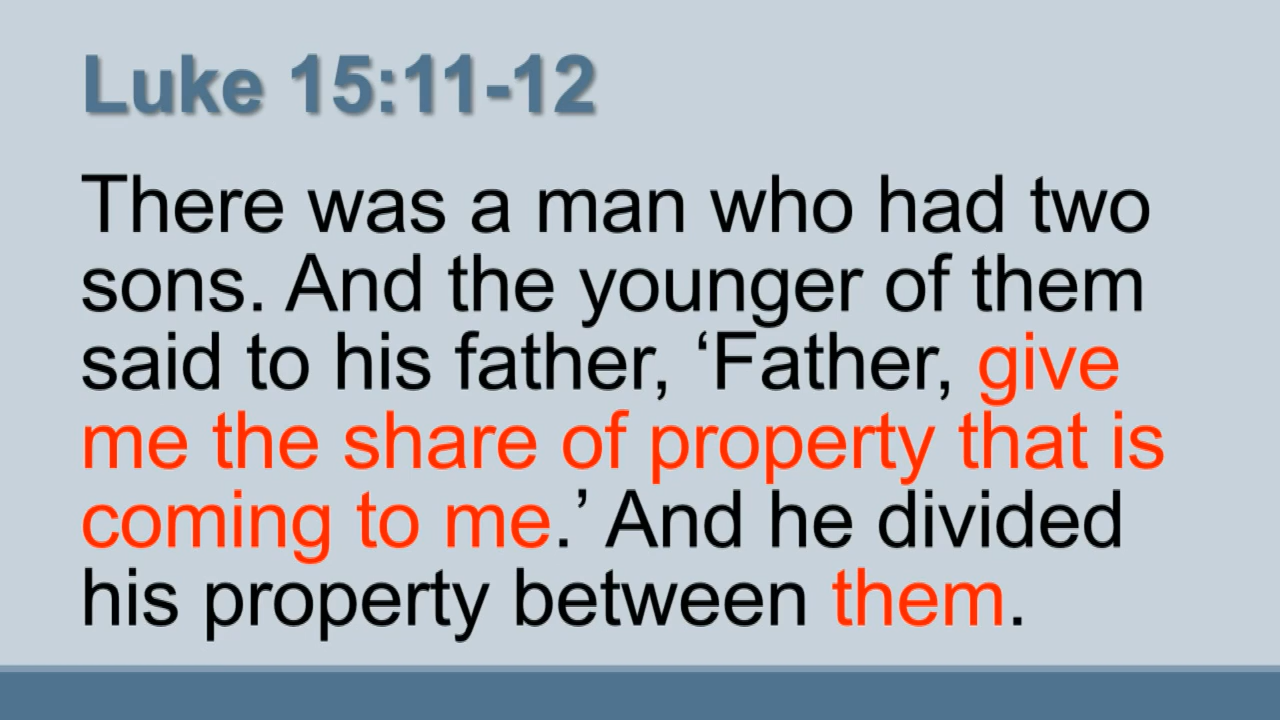 Luke 15:11-12
There was a man who had two
sons. And the younger of them
said to his father, ‘Father, give
me the share of property that is
coming to me.’ And he divided
his property between them.